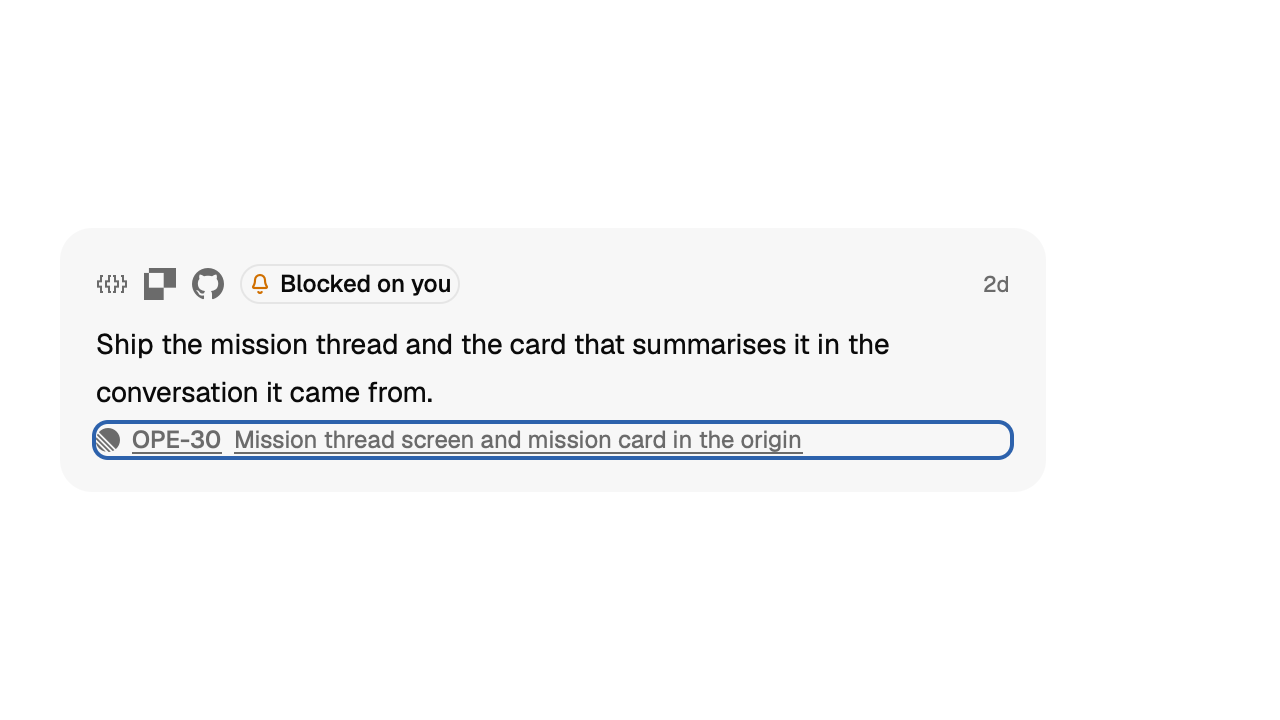 Blocked on you
2d
Ship the mission thread and the card that summarises it in the
conversation it came from.
OPE-30 Mission thread screen and mission card in the origin